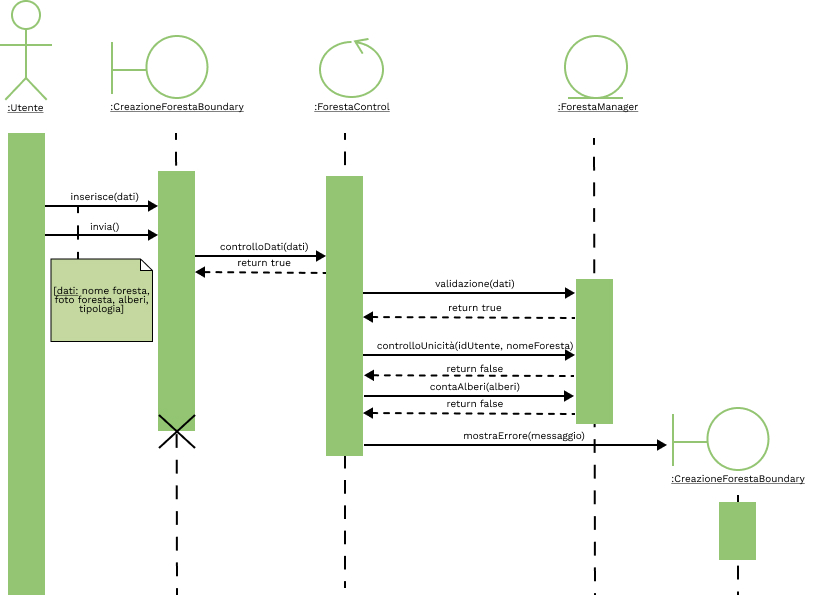 :Utente
:CreazioneForestaBoundary
:ForestaControl
:ForestaManager
inserisce(dati)
invia()
controlloDati(dati)
return true
[dati: nome foresta,
foto foresta, alberi,
tipologia]
validazione(dati)
return true
controlloUnicità(idUtente, nomeForesta)
return false
contaAlberi(alberi)
return false
mostraErrore(messaggio)
:CreazioneForestaBoundary